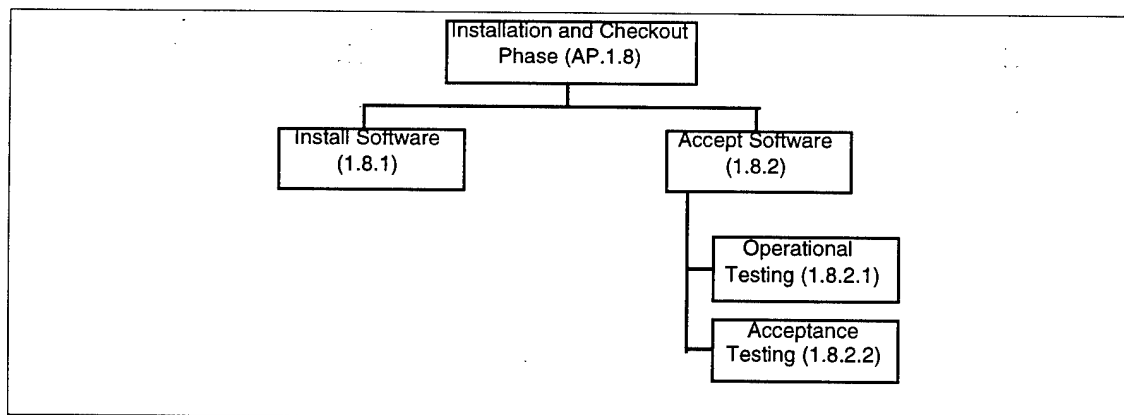 Installation and Checkout
Phase (AP.1.8)
Install Software
(1.8.1)
Accept Software
(1.8.2)
Operational
Testing (1.8.2.1)
Acceptance
Testing (1.8.2.2)